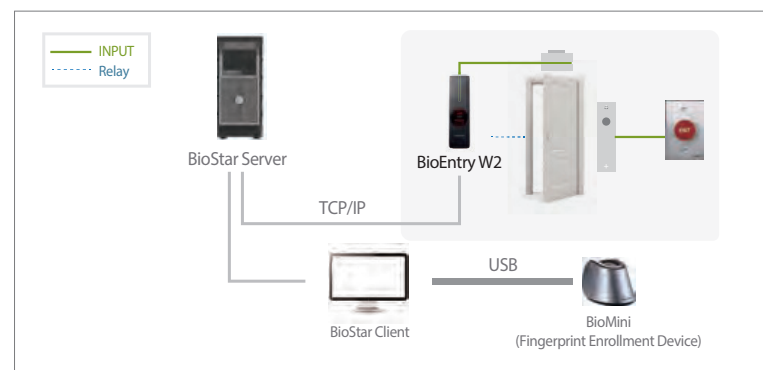 INPUT
Relay
BioStar Server
BioEntry W2
TCP/IP
USB
BioStar Client
BioMini
(Fingerprint Enrollment Device)
EXIT